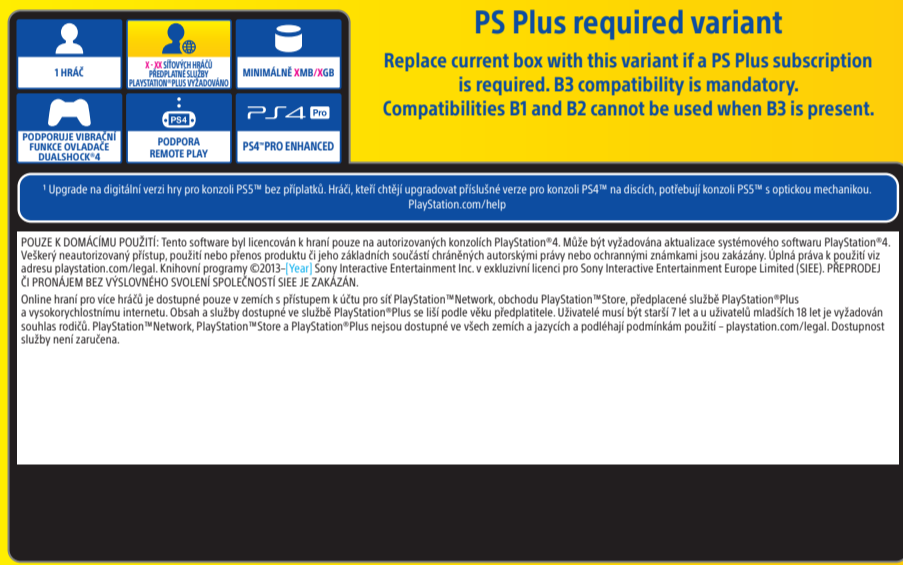 PS Plus required variant
Replace current box with this variant if a PS Plus subscription
is required. B3 compatibility is mandatory.
Compatibilities B1 and B2 cannot be used when B3 is present.
1 HRÁČ
X - XX SÍŤOVÝCH HRÁČŮ
PŘEDPLATNÉ SLUŽBY
PLAYSTATION®PLUS VYŽADOVÁNO
MINIMÁLNĚ XMB/XGB
PODPORUJE VIBRAČNÍ
FUNKCE OVLADAČE
DUALSHOCK®4
PS4
PODPORA
REMOTE PLAY
PS4 Pro
PS4™PRO ENHANCED
¹ Upgrade na digitální verzi hry pro konzoli PS5™ bez příplatků. Hráči, kteří chtějí upgradovat příslušné verze pro konzoli PS4™ na discích, potřebují konzoli PS5™ s optickou mechanikou.
PlayStation.com/help
POUZE K DOMÁCÍMU POUŽITÍ: Tento software byl licencován k hraní pouze na autorizovaných konzolích PlayStation®4. Může být vyžadována aktualizace systémového softwaru PlayStation®4.
Veškerý neautorizovaný přístup, použití nebo přenos produktu či jeho základních součástí chráněných autorskými právy nebo ochrannými známkami jsou zakázány. Úplná práva k použití viz
adresu playstation.com/legal. Knihovní programy ©2013–[Year] Sony Interactive Entertainment Inc. v exkluzivní licenci pro Sony Interactive Entertainment Europe Limited (SIEE). PŘEPRODEJ
ČI PRONÁJEM BEZ VÝSLOVNÉHO SVOLENÍ SPOLEČNOSTÍ SIEE JE ZAKÁZÁN.
Online hraní pro více hráčů je dostupné pouze v zemích s přístupem k účtu pro síť PlayStation™Network, obchodu PlayStation™Store, předplacené službě PlayStation®Plus
a vysokorychlostnímu internetu. Obsah a služby dostupné ve službě PlayStation®Plus se liší podle věku předplatitele. Uživatelé musí být starší 7 let a u uživatelů mladších 18 let je vyžadován
souhlas rodičů. PlayStation™Network, PlayStation™Store a PlayStation®Plus nejsou dostupné ve všech zemích a jazycích a podléhají podmínkám použití – playstation.com/legal. Dostupnost
služby není zaručena.